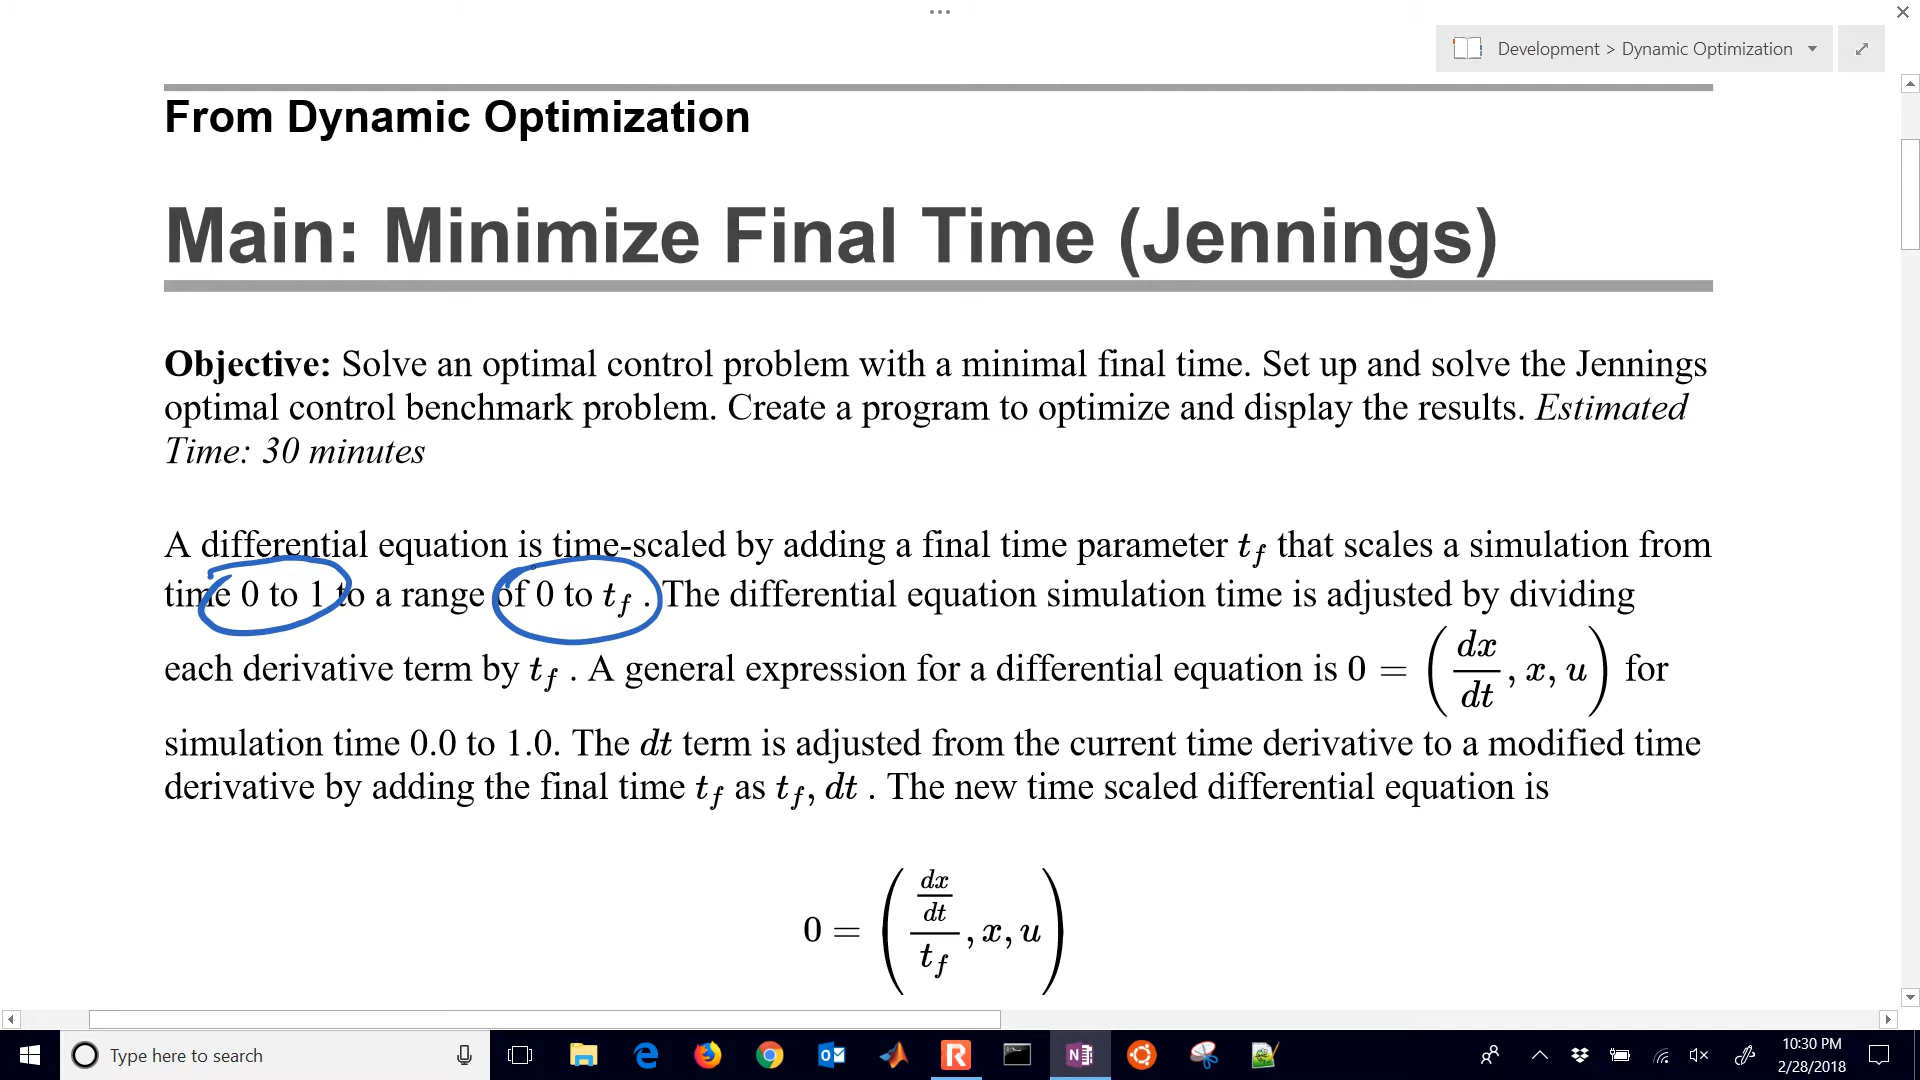 Development > Dynamic Optimization
From Dynamic Optimization
Main: Minimize Final Time (Jennings)
Objective: Solve an optimal control problem with a minimal final time. Set up and solve the Jennings
optimal control benchmark problem. Create a program to optimize and display the results. Estimated
Time: 30 minutes
A differential equation is time-scaled by adding a final time parameter t_f that scales a simulation from
time 0 to 1 to a range of 0 to t_f . The differential equation simulation time is adjusted by dividing
each derivative term by t_f . A general expression for a differential equation is 0 = (dx/dt, x, u) for
simulation time 0.0 to 1.0. The dt term is adjusted from the current time derivative to a modified time
derivative by adding the final time t_f as t_f, dt . The new time scaled differential equation is
0 = ((dx/dt)/t_f, x, u)
Type here to search
10:30 PM
2/28/2018